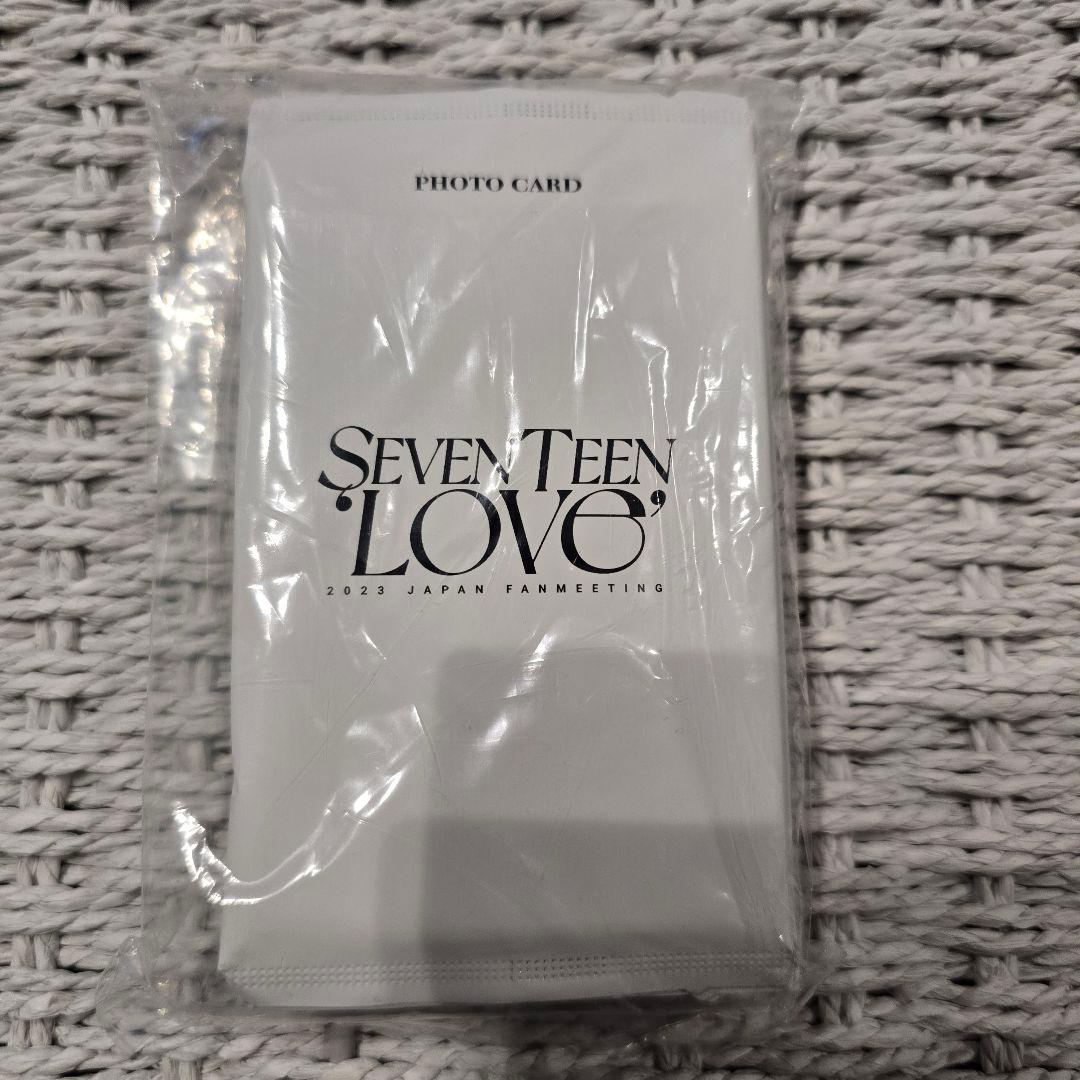 PHOTO CARD
SEVENTEEN
'LOVe'
2023 JAPAN FANMEETING